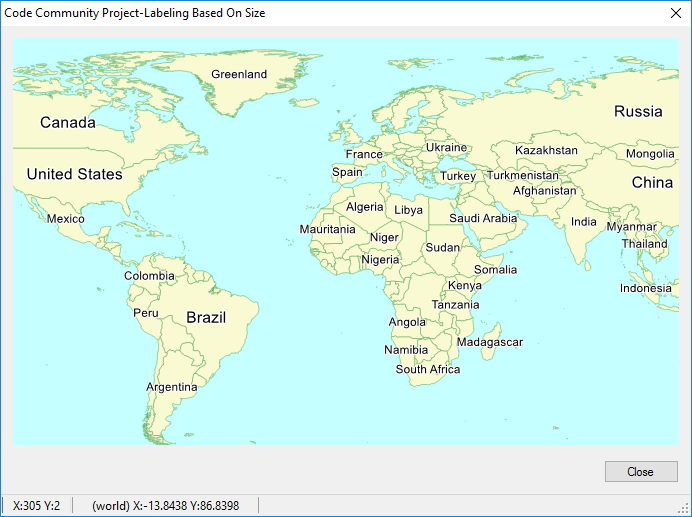 Code Community Project-Labeling Based On Size
Greenland
Canada
Russia
Ukraine
Kazakhstan
France
Mongolia
Spain
United States
Turkey
Turkmenistan
China
Afghanistan
Algeria
Libya
Mexico
Saudi Arabia
India
Mauritania
Myanmar
Niger
Sudan
Thailand
Nigeria
Somalia
Colombia
Kenya
Indonesia
Tanzania
Peru
Brazil
Angola
Madagascar
Namibia
South Africa
Argentina
Close
X:305 Y:2 (world) X:-13.8438 Y:86.8398